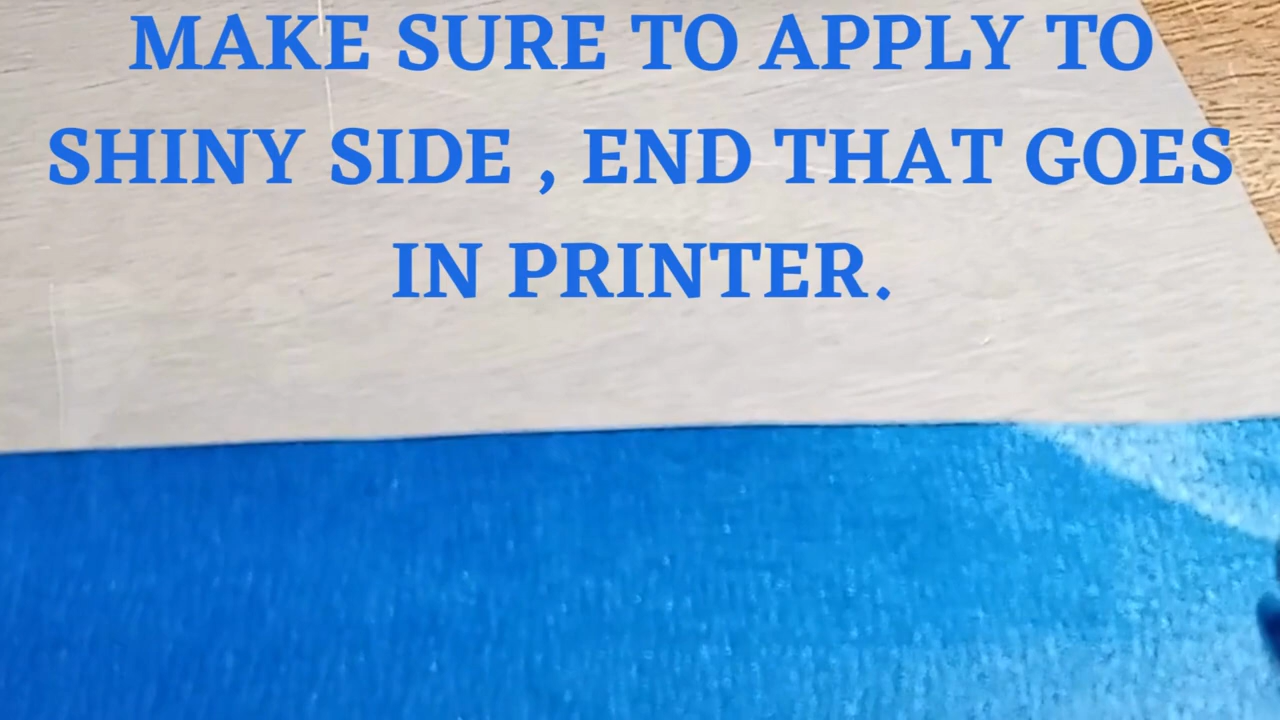 MAKE SURE TO APPLY TO
SHINY SIDE , END THAT GOES
IN PRINTER.